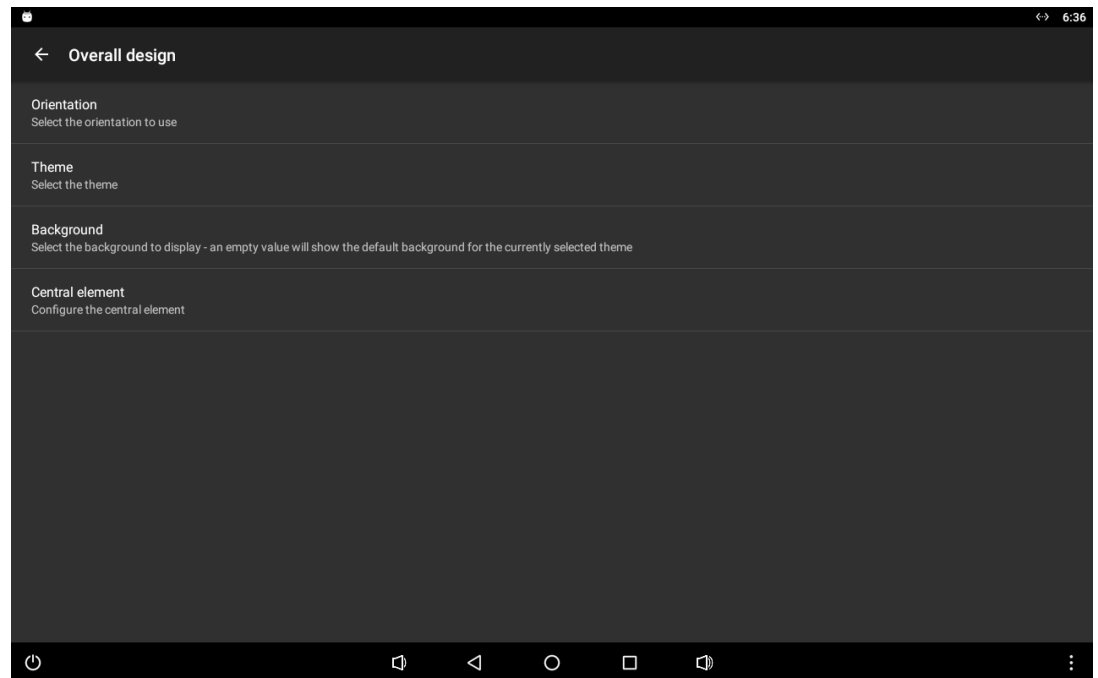 6:36
Overall design
Orientation
Select the orientation to use
Theme
Select the theme
Background
Select the background to display - an empty value will show the default background for the currently selected theme
Central element
Configure the central element